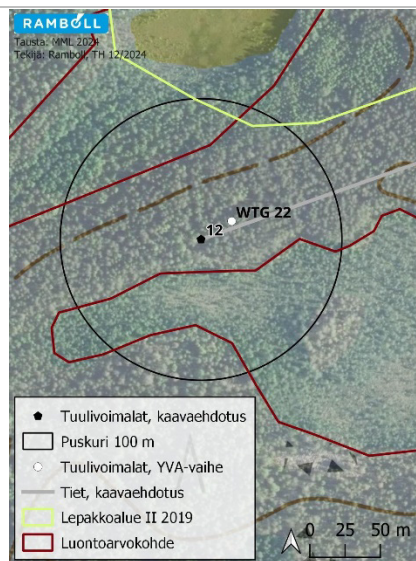 RAMBOLL
Tausta: MML 2024
Tekijä: Ramboll, TH 12/2024
WTG 22
12
Tuulivoimalat, kaavaehdotus
Puskuri 100 m
Tuulivoimalat, YVA-vaihe
Tiet, kaavaehdotus
Lepakkoalue II 2019
Luontoarvokohde
0 25 50 m